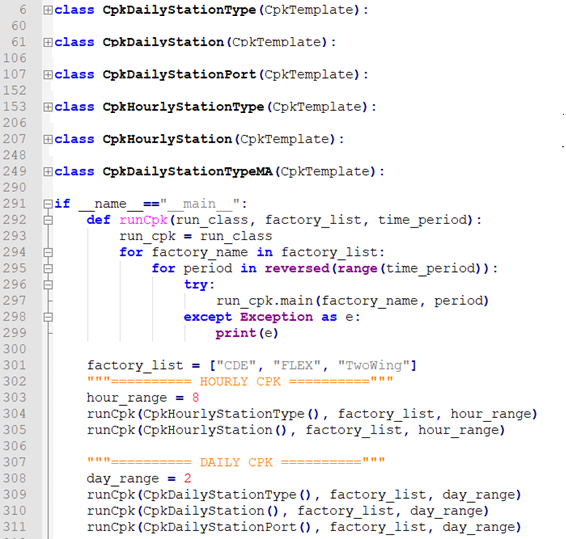 6 class CpkDailyStationType(CpkTemplate):
60
61 class CpkDailyStation(CpkTemplate):
106
107 class CpkDailyStationPort(CpkTemplate):
152
153 class CpkHourlyStationType(CpkTemplate):
206
207 class CpkHourlyStation(CpkTemplate):
248
249 class CpkDailyStationTypeMA(CpkTemplate):
290
291 if __name__=="__main__":
292 def runCpk(run_class, factory_list, time_period):
293 run_cpk = run_class
294 for factory_name in factory_list:
295 for period in reversed(range(time_period)):
296 try:
297 run_cpk.main(factory_name, period)
298 except Exception as e:
299 print(e)
300
301 factory_list = ["CDE", "FLEX", "TwoWing"]
302 """========== HOURLY CPK =========="""
303 hour_range = 8
304 runCpk(CpkHourlyStationType(), factory_list, hour_range)
305 runCpk(CpkHourlyStation(), factory_list, hour_range)
306
307 """========== DAILY CPK =========="""
308 day_range = 2
309 runCpk(CpkDailyStationType(), factory_list, day_range)
310 runCpk(CpkDailyStation(), factory_list, day_range)
311 runCpk(CpkDailyStationPort(), factory_list, day_range)